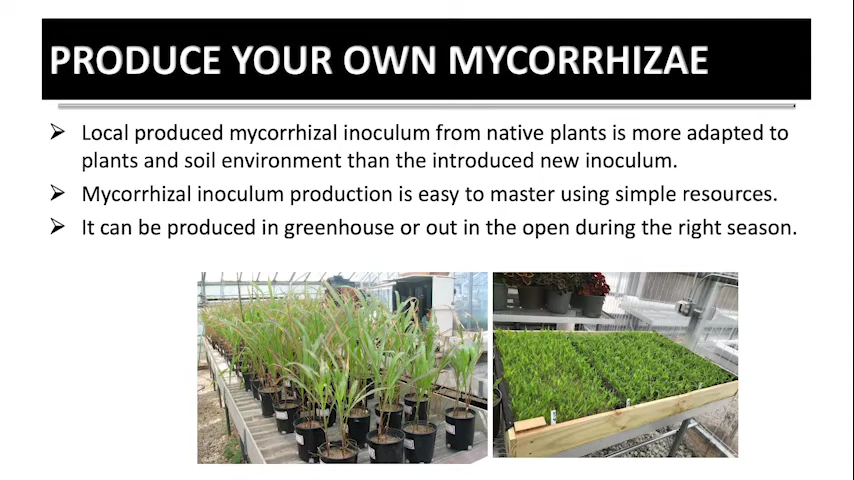 PRODUCE YOUR OWN MYCORRHIZAE
➢ Local produced mycorrhizal inoculum from native plants is more adapted to
plants and soil environment than the introduced new inoculum.
➢ Mycorrhizal inoculum production is easy to master using simple resources.
➢ It can be produced in greenhouse or out in the open during the right season.